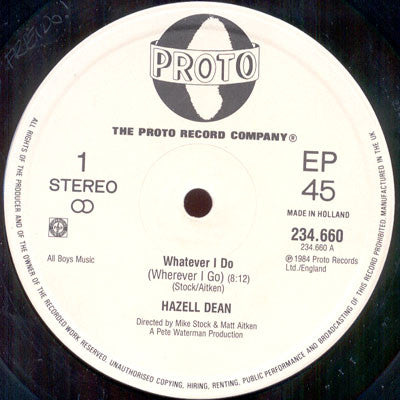 PROTO
THE PROTO RECORD COMPANY®
1
STEREO
EP
45
MADE IN HOLLAND
234.660
234.660 A
℗ 1984 Proto Records
Ltd./England
All Boys Music
Whatever I Do
(Wherever I Go) (8:12)
(Stock/Aitken)
HAZELL DEAN
Directed by Mike Stock & Matt Aitken
A Pete Waterman Production
ALL RIGHTS OF THE PRODUCER AND OF THE OWNER OF THE RECORDED WORK RESERVED. UNAUTHORISED COPYING, HIRING, RENTING, PUBLIC PERFORMANCE AND BROADCASTING OF THIS RECORD PROHIBITED. MANUFACTURED IN THE UK.